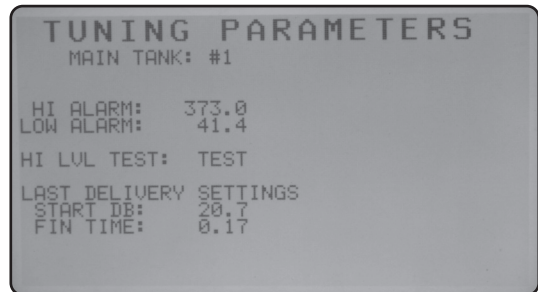 TUNING PARAMETERS
MAIN TANK: #1
HI ALARM: 373.0
LOW ALARM: 41.4
HI LVL TEST: TEST
LAST DELIVERY SETTINGS
START DB: 20.7
FIN TIME: 0.17